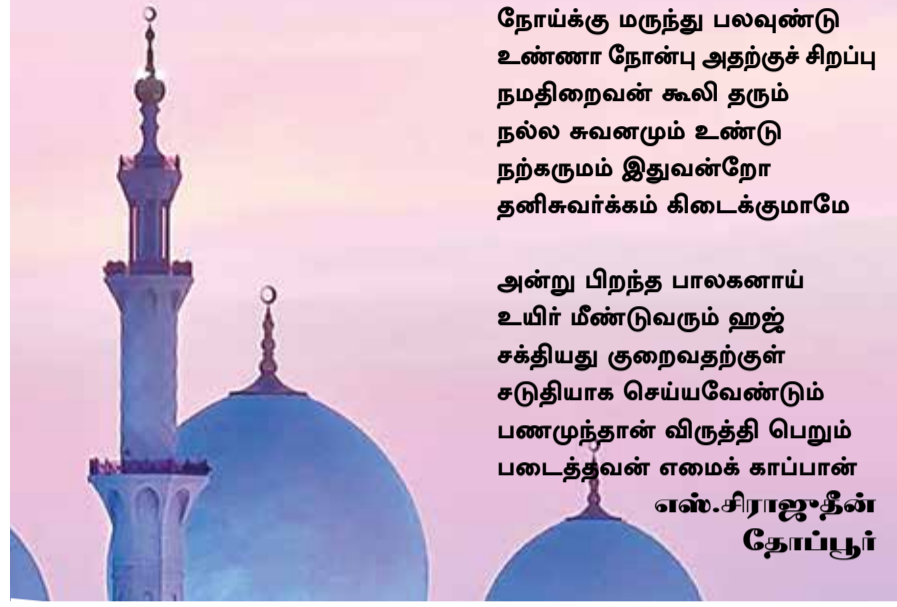 நோய்க்கு மருந்து பலவுண்டு
உண்ணா நோன்பு அதற்குச் சிறப்பு
நமதிறைவன் கூலி தரும்
நல்ல சுவனமும் உண்டு
நற்கருமம் இதுவன்றோ
தனிசுவர்க்கம் கிடைக்குமாமே
அன்று பிறந்த பாலகனாய்
உயிர் மீண்டுவரும் ஹஜ்
சக்தியது குறைவதற்குள்
சடுதியாக செய்யவேண்டும்
பணமுந்தான் விருத்தி பெறும்
படைத்தவன் எமைக் காப்பான்
எஸ்.சிராஜுதீன்
தோப்பூர்